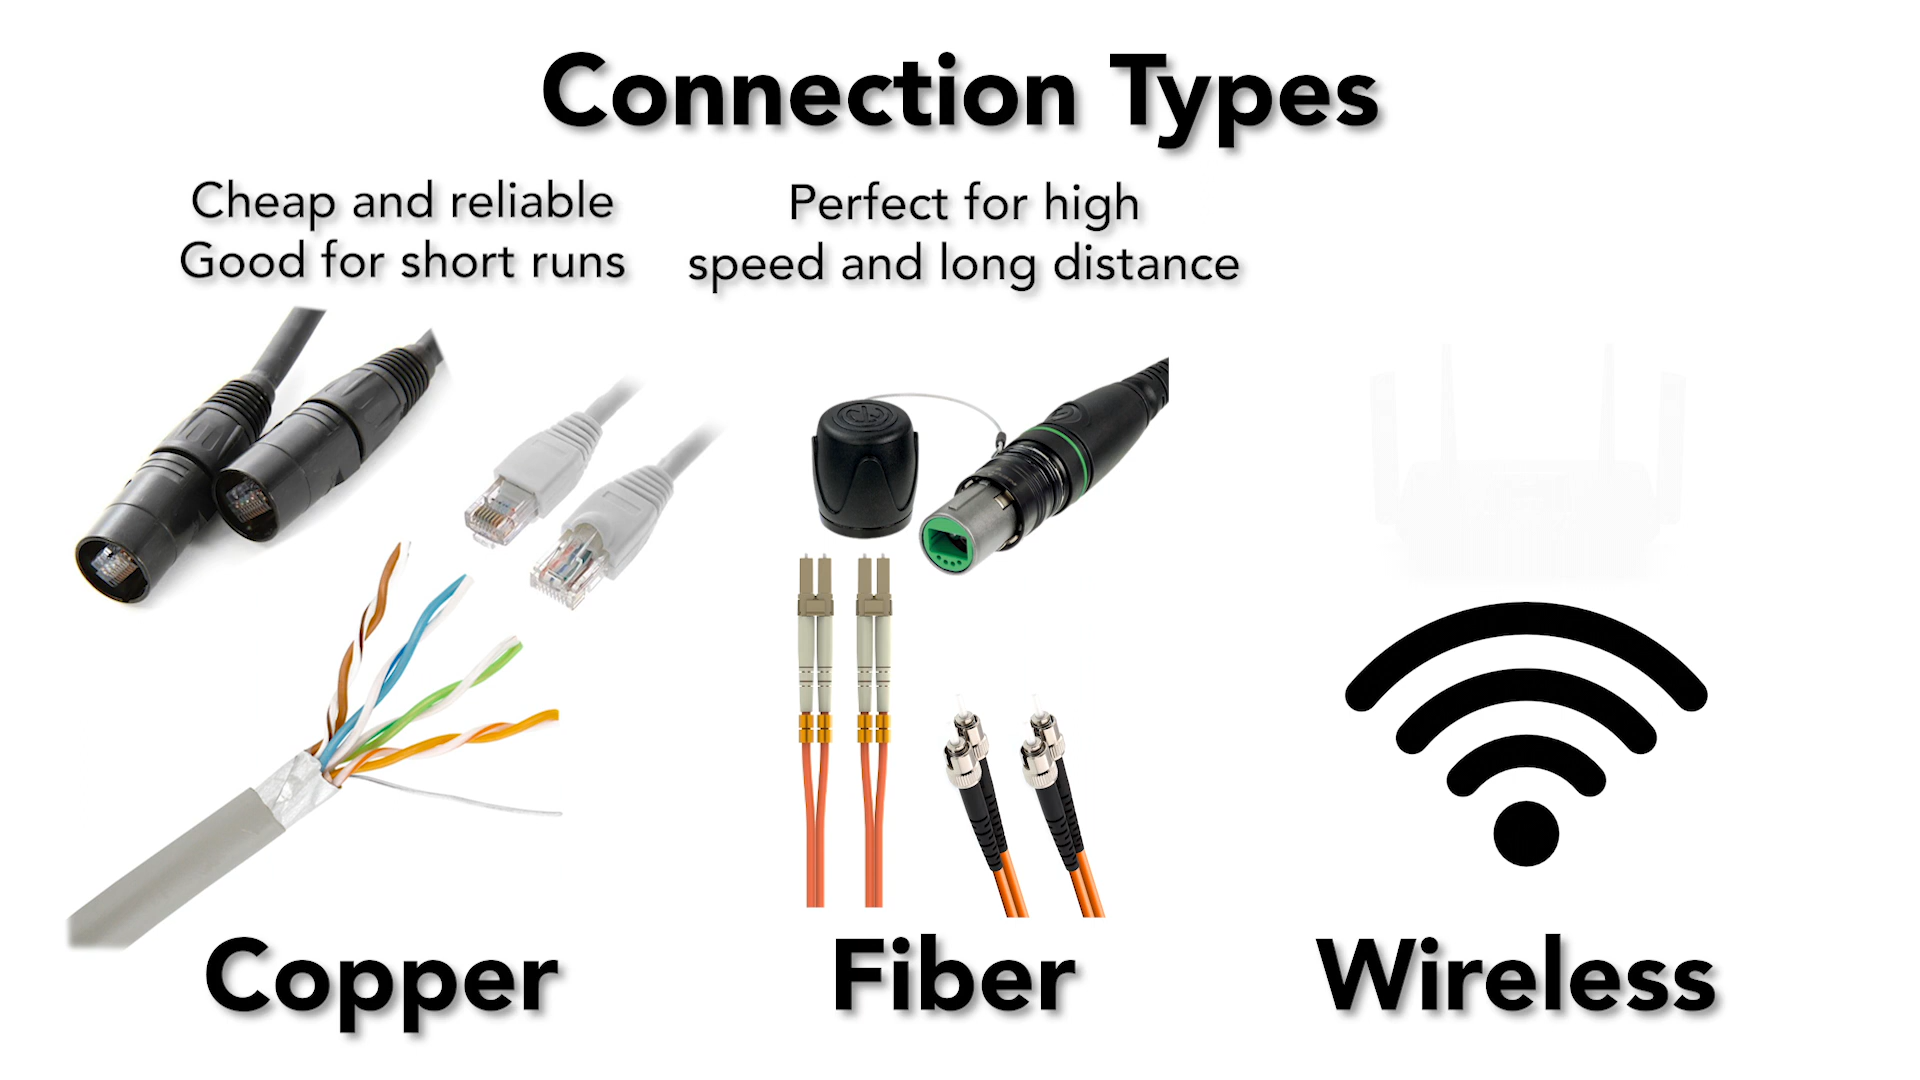 Connection Types
Cheap and reliable
Good for short runs
Perfect for high
speed and long distance
Copper
Fiber
Wireless